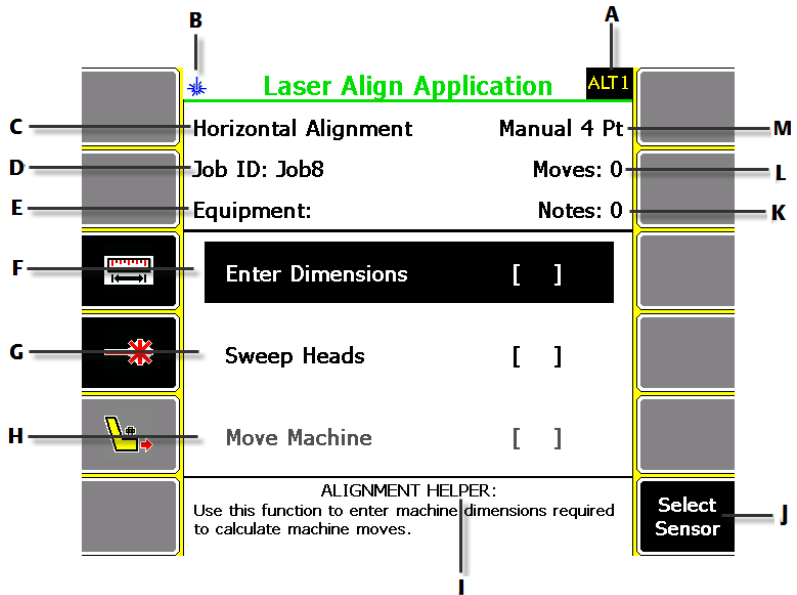 B
A
Laser Align Application ALT1
C Horizontal Alignment Manual 4 Pt M
D Job ID: Job8 Moves: 0 L
E Equipment: Notes: 0 K
F Enter Dimensions [ ]
G Sweep Heads [ ]
H Move Machine [ ]
ALIGNMENT HELPER:
Use this function to enter machine dimensions required
to calculate machine moves.
Select
Sensor
J
I